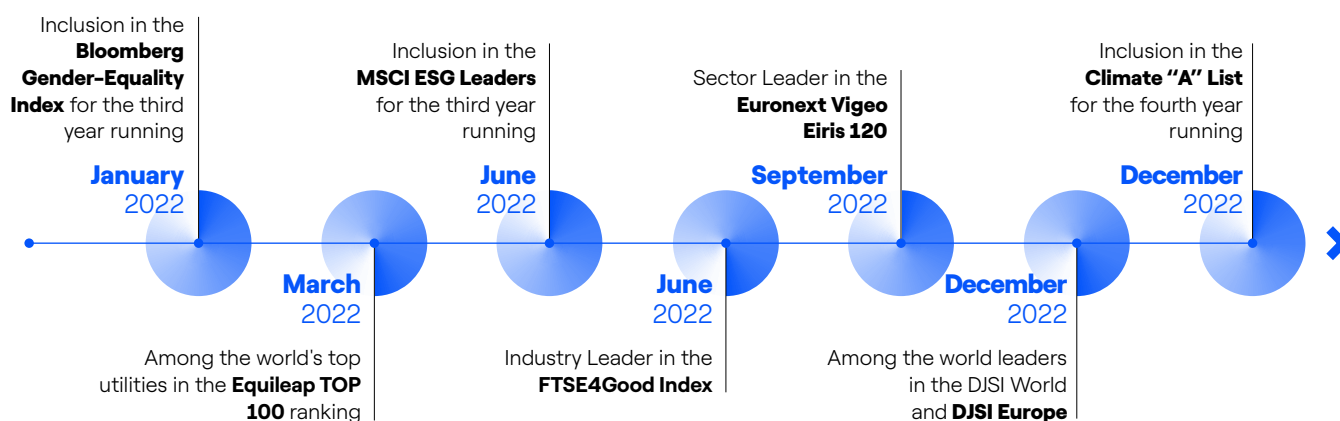 Inclusion in the
Bloomberg
Gender-Equality
Index for the third
year running
January
2022
March
2022
Among the world's top
utilities in the Equileap TOP
100 ranking
Inclusion in the
MSCI ESG Leaders
for the third year
running
June
2022
June
2022
Industry Leader in the
FTSE4Good Index
Sector Leader in the
Euronext Vigeo
Eiris 120
September
2022
December
2022
Among the world leaders
in the DJSI World
and DJSI Europe
Inclusion in the
Climate “A” List
for the fourth year
running
December
2022